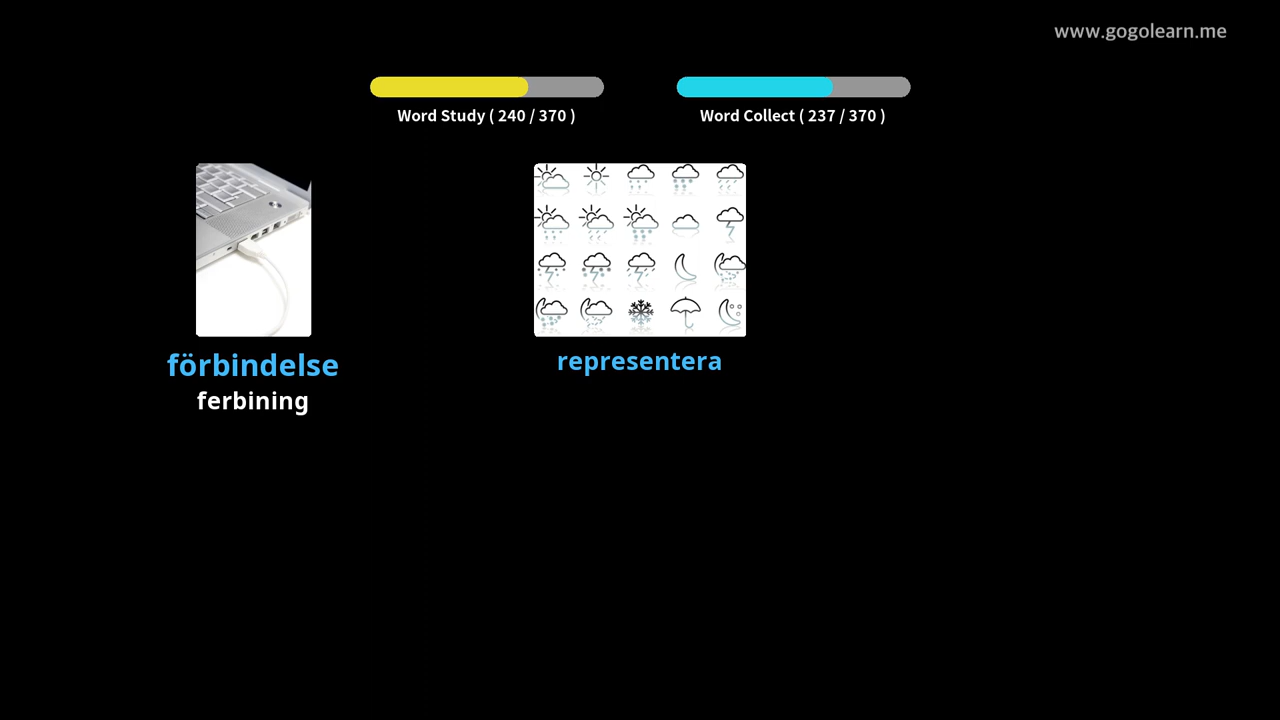 www.gogolearn.me
Word Study ( 240 / 370 )
Word Collect ( 237 / 370 )
förbindelse
ferbining
representera